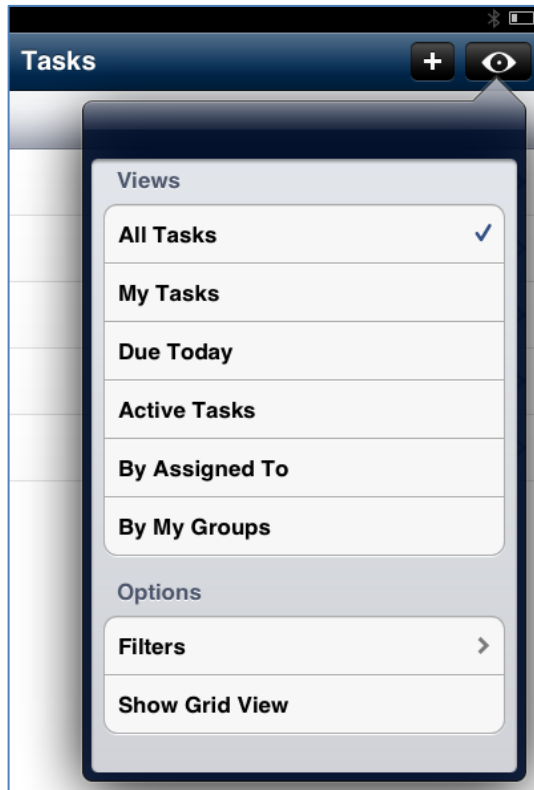 Tasks
Views
All Tasks
My Tasks
Due Today
Active Tasks
By Assigned To
By My Groups
Options
Filters
Show Grid View